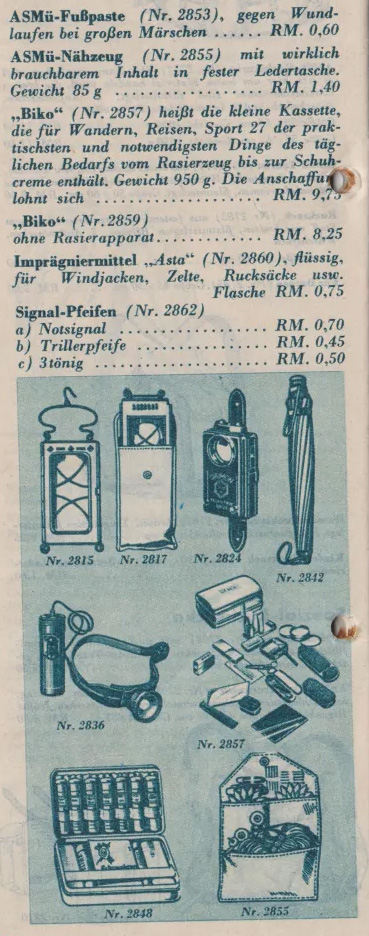 ASMü-Fußpaste (Nr. 2853), gegen Wund-
laufen bei großen Märschen ...... RM. 0,60
ASMü-Nähzeug (Nr. 2855) mit wirklich
brauchbarem Inhalt in fester Ledertasche.
Gewicht 85 g .................. RM. 1,40
„Biko“ (Nr. 2857) heißt die kleine Kassette,
die für Wandern, Reisen, Sport 27 der prak-
tischsten und notwendigsten Dinge des täg-
lichen Bedarfs vom Rasierzeug bis zur Schuh-
creme enthält. Gewicht 950 g. Die Anschaffun
lohnt sich .................... RM. 9,75
„Biko“ (Nr. 2859)
ohne Rasierapparat ............. RM. 8,25
Imprägniermittel „Asta“ (Nr. 2860), flüssig,
für Windjacken, Zelte, Rucksäcke usw.
Flasche RM. 0,75
Signal-Pfeifen (Nr. 2862)
a) Notsignal ................... RM. 0,70
b) Trillerpfeife ................ RM. 0,45
c) 3tönig ...................... RM. 0,50
Nr. 2815 Nr. 2817 Nr. 2824
Nr. 2842
Nr. 2836
Nr. 2857
Nr. 2848 Nr. 2855